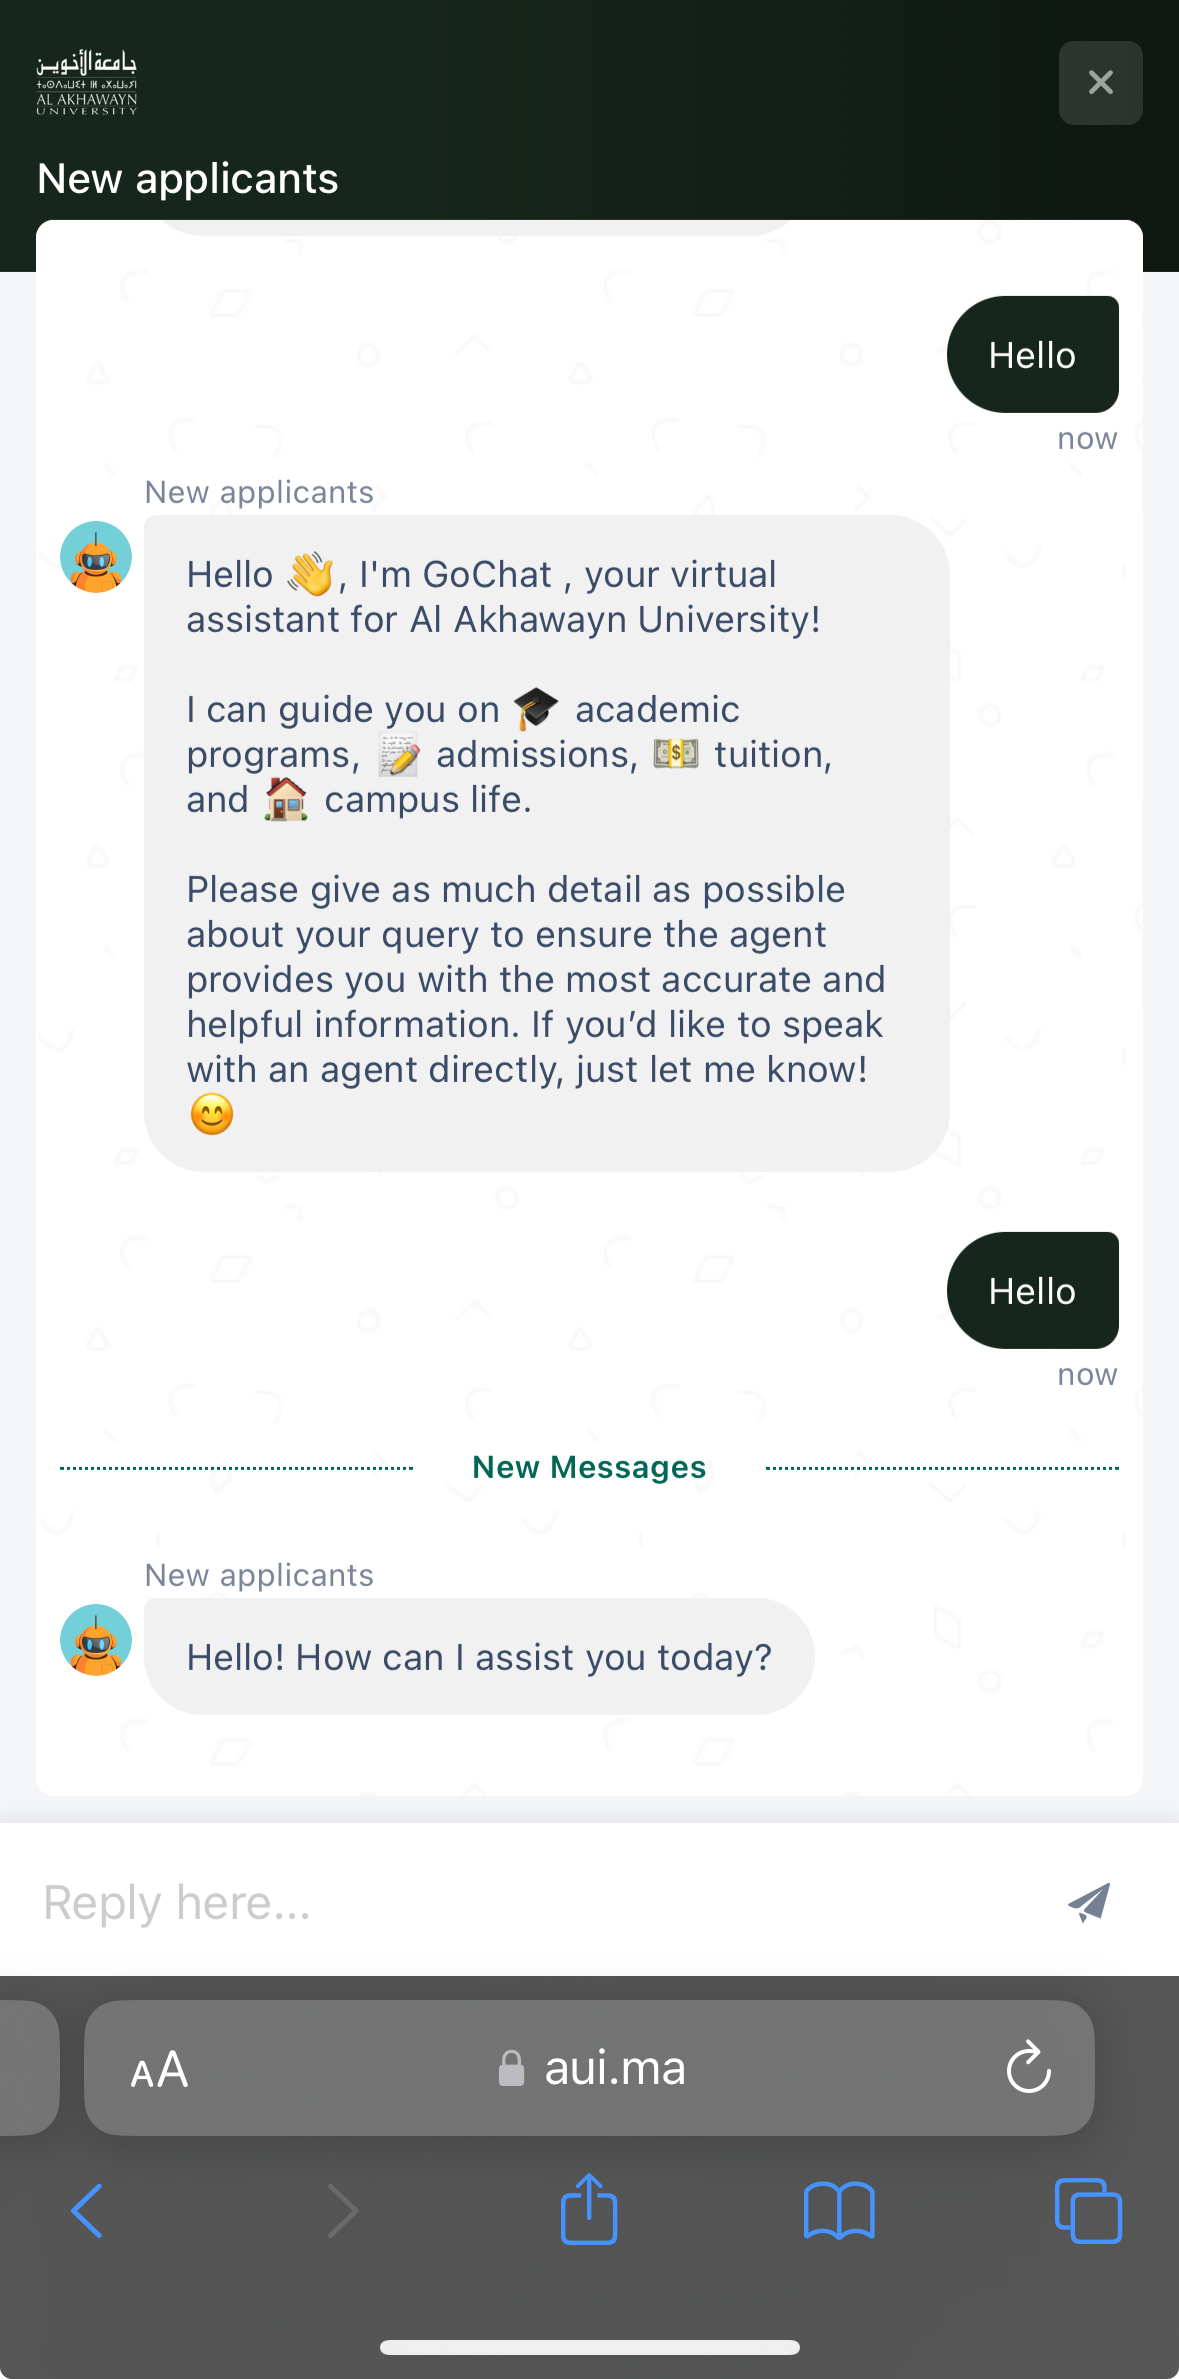 جامعة الأخوين
ⵜⴰⵙⴷⴰⵡⵉⵜ ⵏ ⴰⵅⴰⵡⴰⵢⵏ
AL AKHAWAYN
UNIVERSITY
New applicants
Hello
now
New applicants
Hello 👋, I'm GoChat , your virtual
assistant for Al Akhawayn University!
I can guide you on 🎓 academic
programs, 📝 admissions, 💵 tuition,
and 🏠 campus life.
Please give as much detail as possible
about your query to ensure the agent
provides you with the most accurate and
helpful information. If you’d like to speak
with an agent directly, just let me know!
😊
Hello
now
New Messages
New applicants
Hello! How can I assist you today?
Reply here...
AA
aui.ma